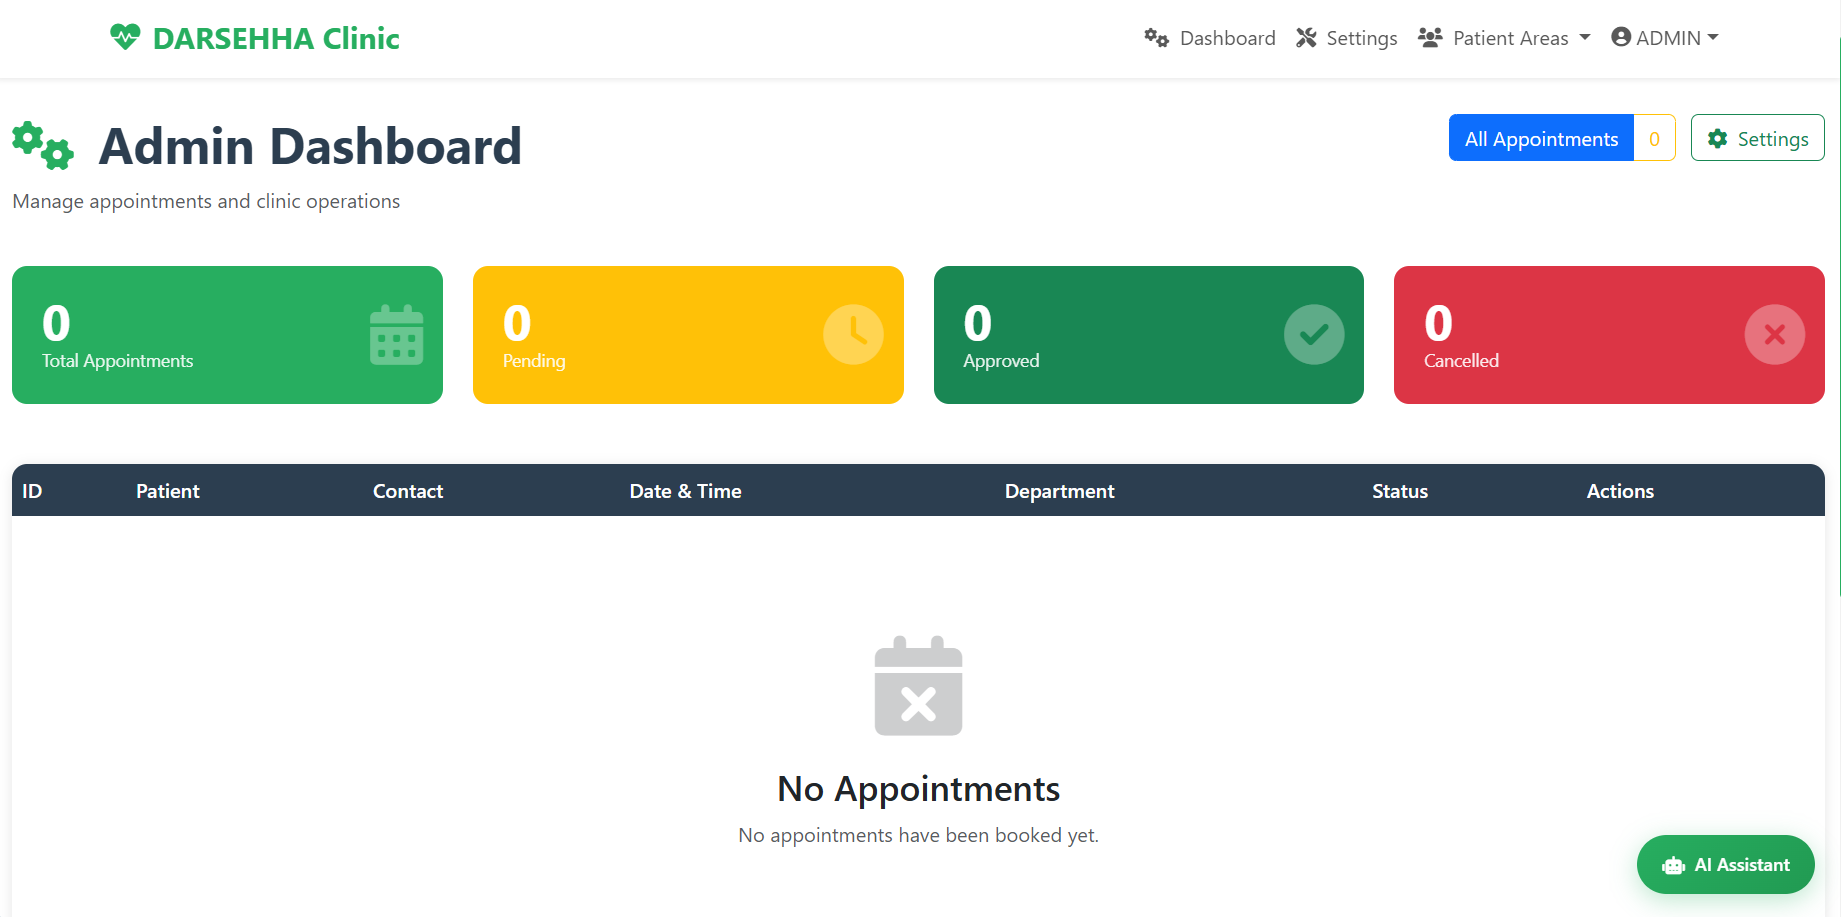 DARSEHHA Clinic
Dashboard Settings Patient Areas ADMIN
Admin Dashboard
Manage appointments and clinic operations
All Appointments 0 Settings
0
Total Appointments
0
Pending
0
Approved
0
Cancelled
ID Patient Contact Date & Time Department Status Actions
No Appointments
No appointments have been booked yet.
AI Assistant